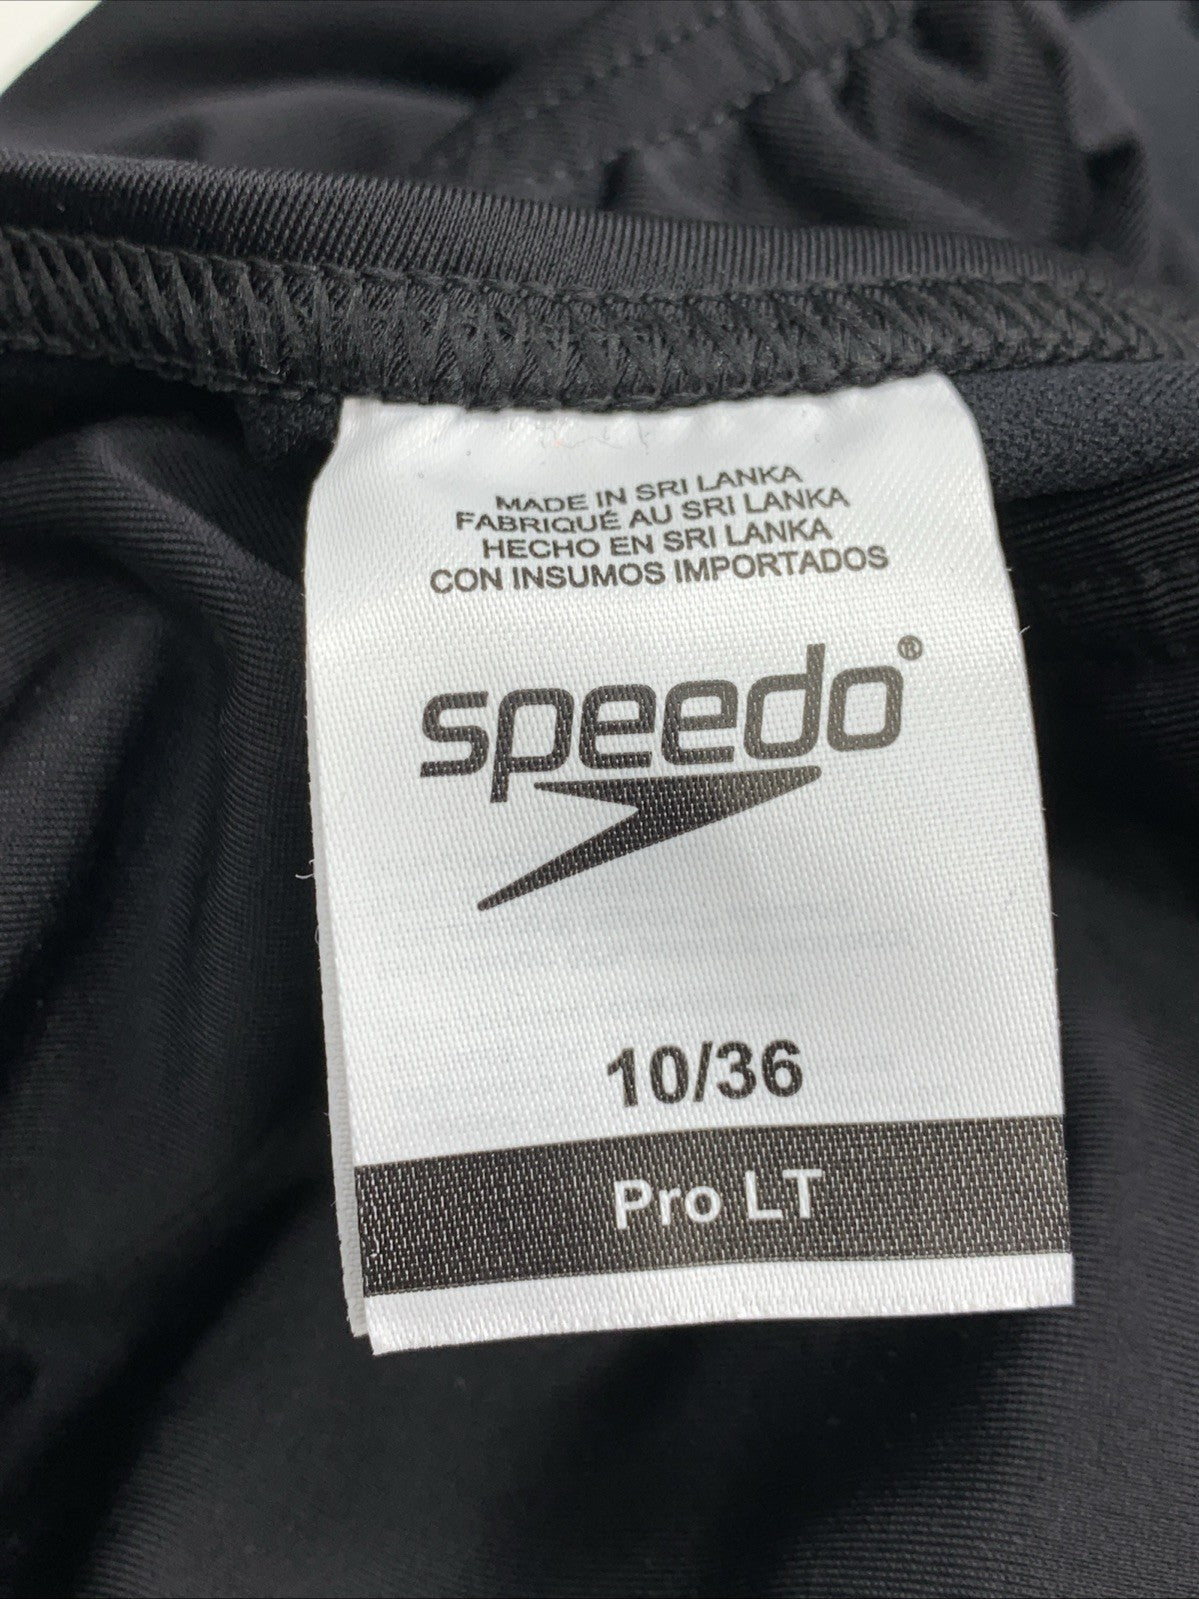 MADE IN SRI LANKA
FABRIQUÉ AU SRI LANKA
HECHO EN SRI LANKA
CON INSUMOS IMPORTADOS
speedo®
10/36
Pro LT